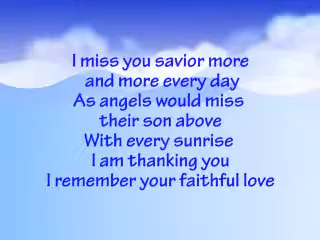 I miss you savior more
and more every day
As angels would miss
their son above
With every sunrise
I am thanking you
I remember your faithful love